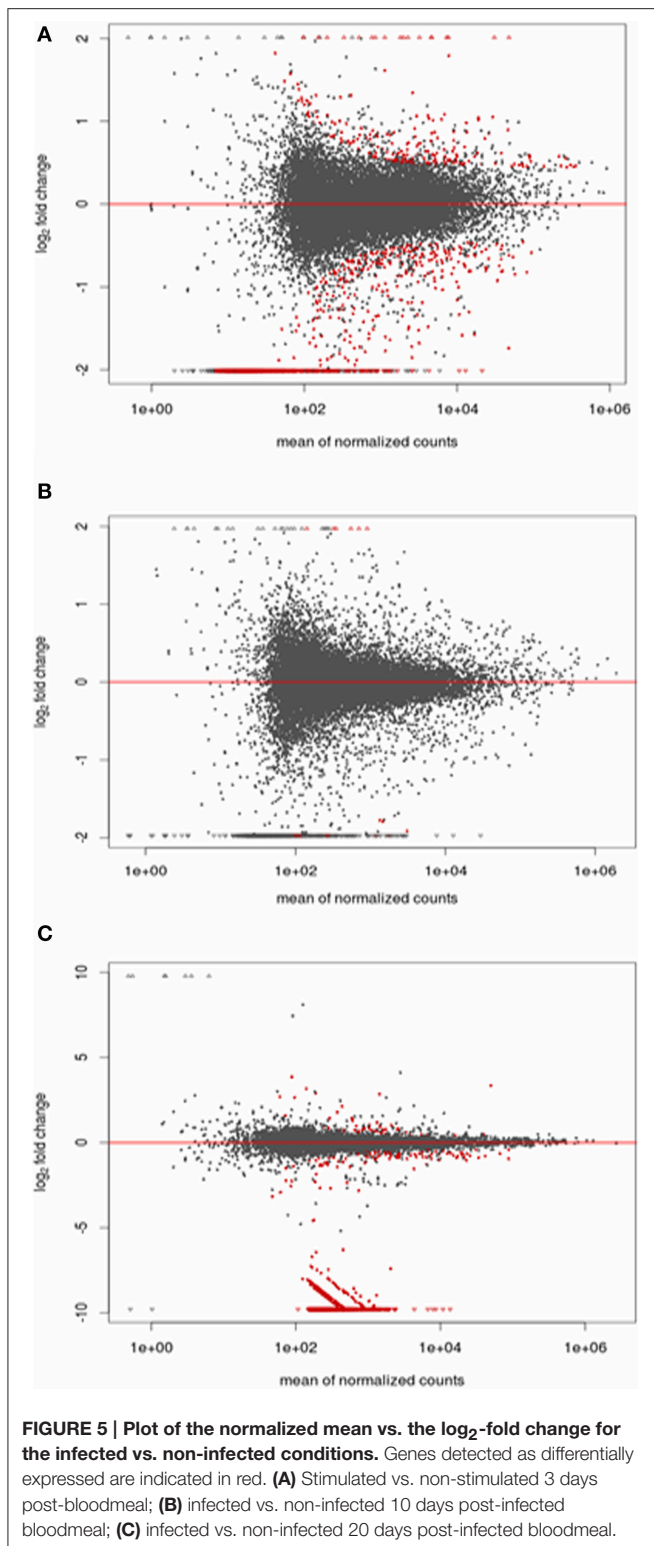 A
2
1
0
-1
-2
log2 fold change
1e+00 1e+02 1e+04 1e+06
mean of normalized counts
B
2
1
0
-1
-2
log2 fold change
1e+00 1e+02 1e+04 1e+06
mean of normalized counts
C
10
5
0
-5
-10
log2 fold change
1e+00 1e+02 1e+04 1e+06
mean of normalized counts
FIGURE 5 | Plot of the normalized mean vs. the log2-fold change for
the infected vs. non-infected conditions. Genes detected as differentially
expressed are indicated in red. (A) Stimulated vs. non-stimulated 3 days
post-bloodmeal; (B) infected vs. non-infected 10 days post-infected
bloodmeal; (C) infected vs. non-infected 20 days post-infected bloodmeal.